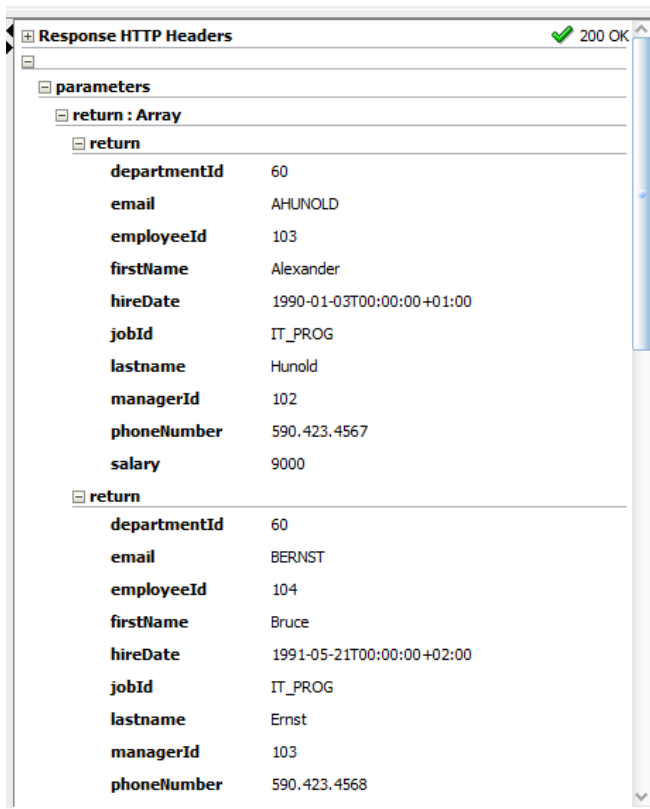 Response HTTP Headers 200 OK
parameters
return : Array
return
departmentId 60
email AHUNOLD
employeeId 103
firstName Alexander
hireDate 1990-01-03T00:00:00+01:00
jobId IT_PROG
lastname Hunold
managerId 102
phoneNumber 590.423.4567
salary 9000
return
departmentId 60
email BERNST
employeeId 104
firstName Bruce
hireDate 1991-05-21T00:00:00+02:00
jobId IT_PROG
lastname Ernst
managerId 103
phoneNumber 590.423.4568